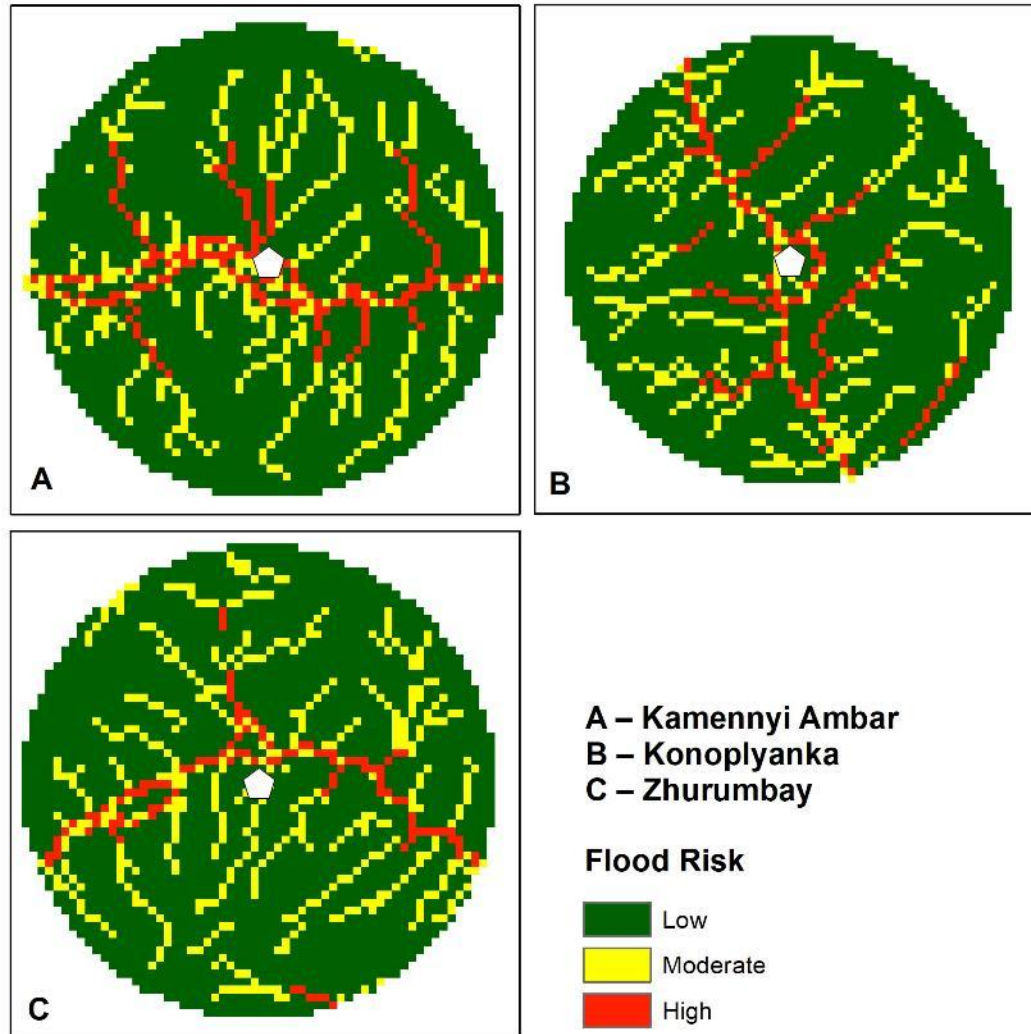 A
B
C
A – Kamennyi Ambar
B – Konoplyanka
C – Zhurumbay
Flood Risk
Low
Moderate
High